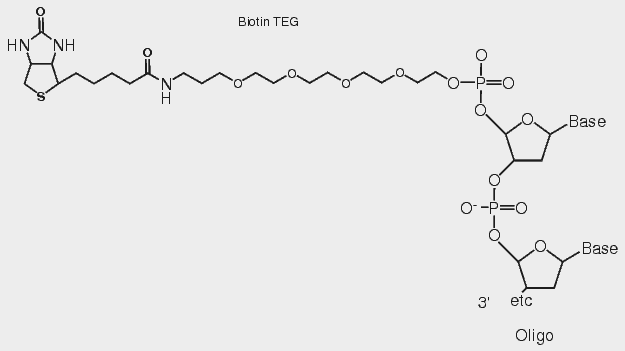 Biotin TEG
O
HN NH
S
O
N
H
O O O O O
O
P O
O
O Base
O
O- P O
O
O Base
3' etc
Oligo